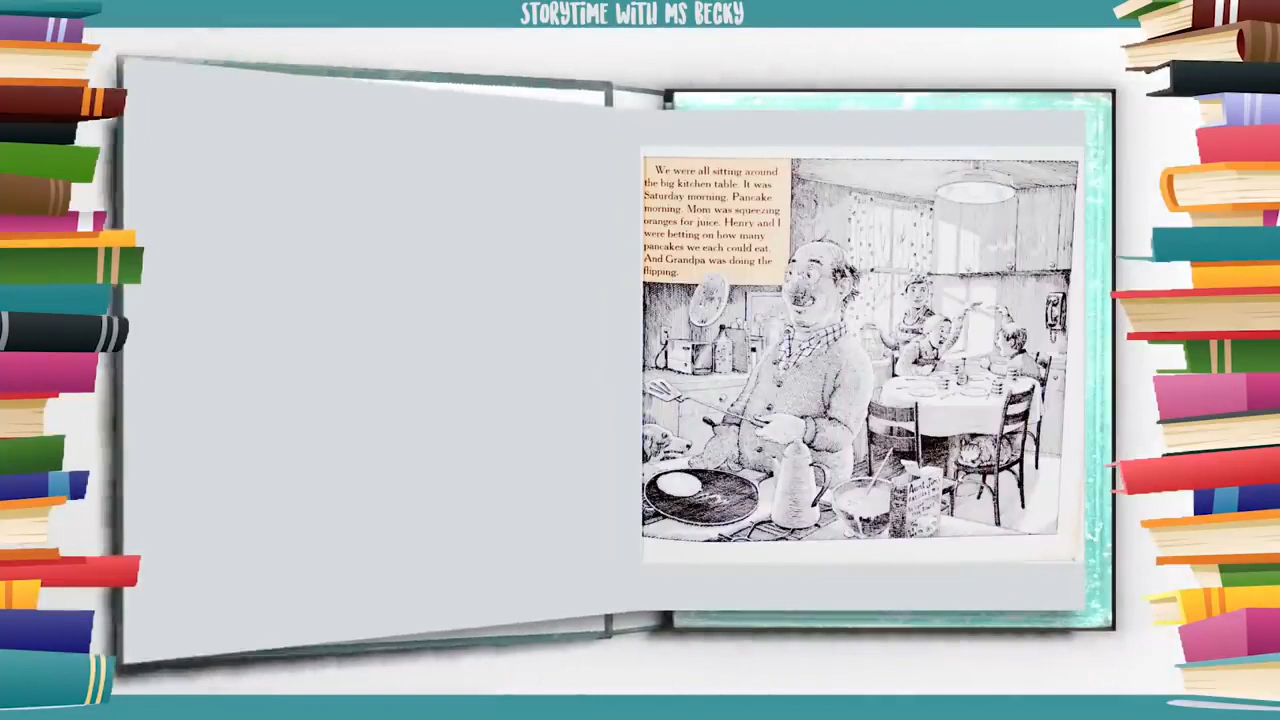 STORYTIME WITH MS BECKY
We were all sitting around
the big kitchen table. It was
Saturday morning. Pancake
morning. Mom was squeezing
oranges for juice. Henry and I
were betting on how many
pancakes we each could eat.
And Grandpa was doing the
flipping.